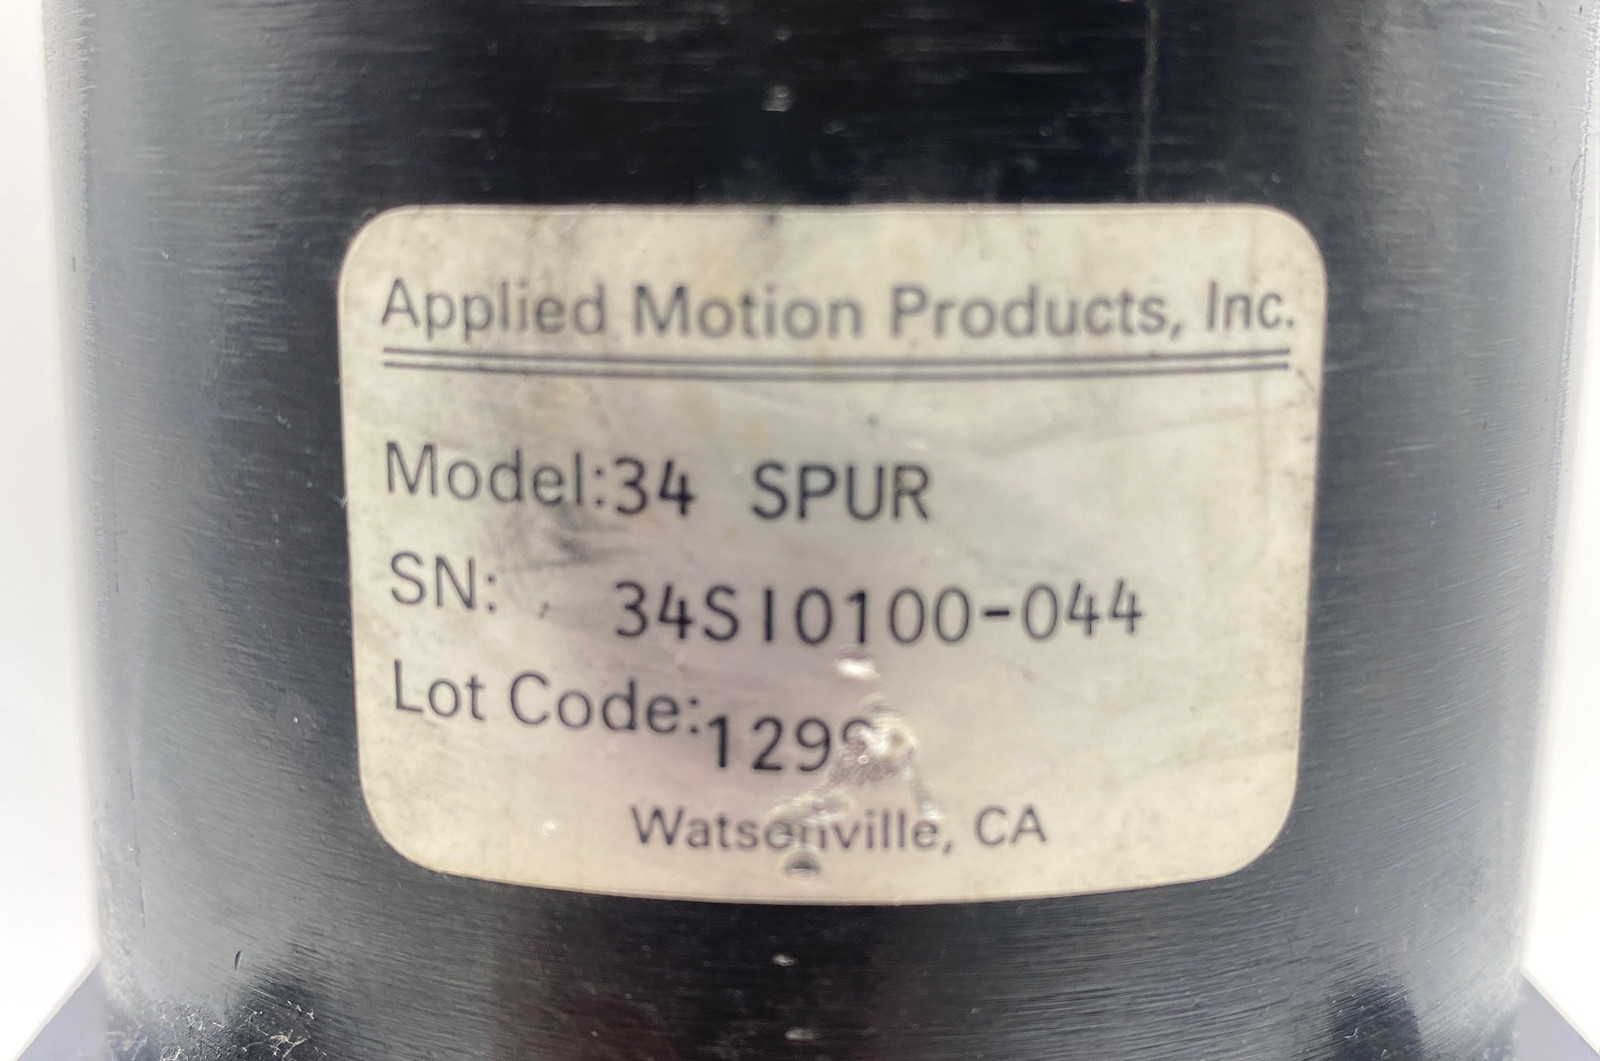 Applied Motion Products, Inc.
Model:34 SPUR
SN: 34SI0100-044
Lot Code:
Watsonville, CA